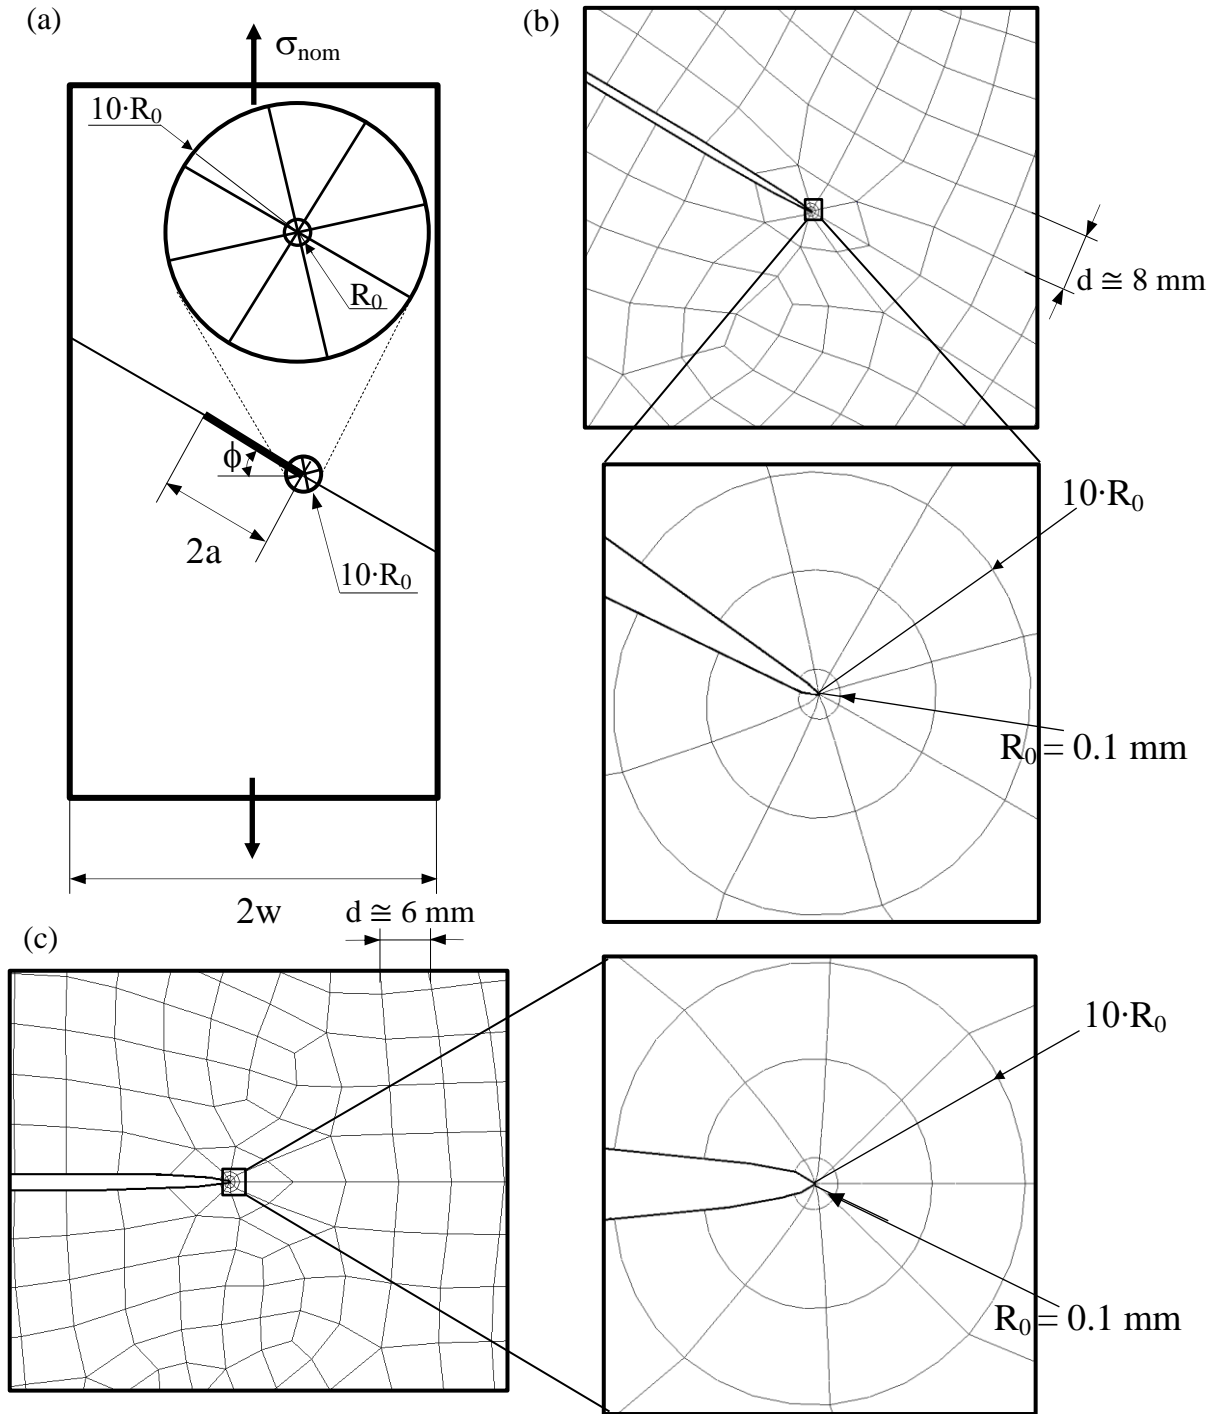 (a)
σnom
10·R0
R0
ϕ
2a
10·R0
2w
(b)
d ≅ 8 mm
10·R0
R0 = 0.1 mm
(c)
d ≅ 6 mm
10·R0
R0 = 0.1 mm